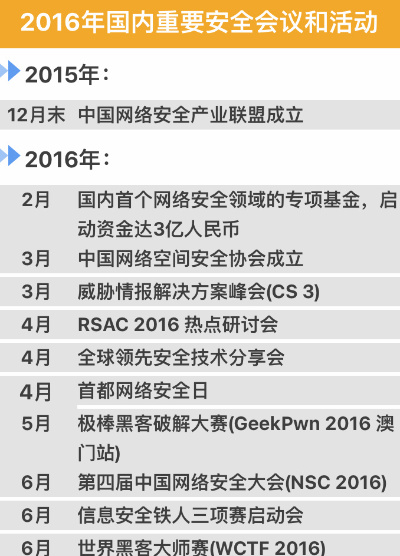 2016年国内重要安全会议和活动
2015年：
12月末 中国网络安全产业联盟成立
2016年：
2月 国内首个网络安全领域的专项基金，启
动资金达3亿人民币
3月 中国网络空间安全协会成立
3月 威胁情报解决方案峰会(CS 3)
4月 RSAC 2016 热点研讨会
4月 全球领先安全技术分享会
4月 首都网络安全日
5月 极棒黑客破解大赛(GeekPwn 2016 澳
门站)
6月 第四届中国网络安全大会(NSC 2016)
6月 信息安全铁人三项赛启动会
6月 世界黑客大师赛(WCTF 2016)